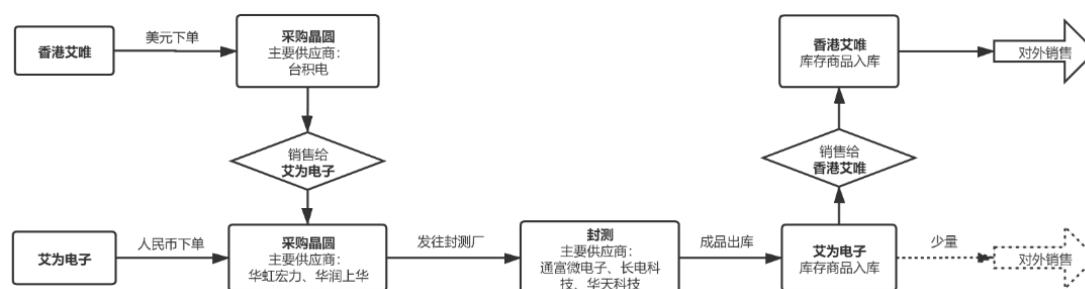 香港艾唯
美元下单
采购晶圆
主要供应商：
台积电
香港艾唯
库存商品入库
对外销售
销售给
艾为电子
销售给
香港艾唯
艾为电子
人民币下单
采购晶圆
主要供应商：
华虹宏力、华润上华
发往封测厂
封测
主要供应商：
通富微电子、长电科
技、华天科技
成品出库
艾为电子
库存商品入库
少量
对外销售